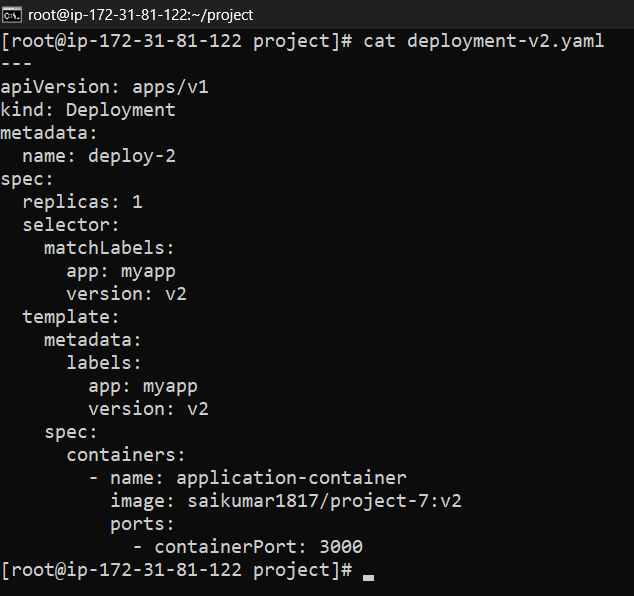 root@ip-172-31-81-122:~/project
[root@ip-172-31-81-122 project]# cat deployment-v2.yaml
---
apiVersion: apps/v1
kind: Deployment
metadata:
  name: deploy-2
spec:
  replicas: 1
  selector:
    matchLabels:
      app: myapp
      version: v2
  template:
    metadata:
      labels:
        app: myapp
        version: v2
    spec:
      containers:
        - name: application-container
          image: saikumar1817/project-7:v2
          ports:
            - containerPort: 3000
[root@ip-172-31-81-122 project]#